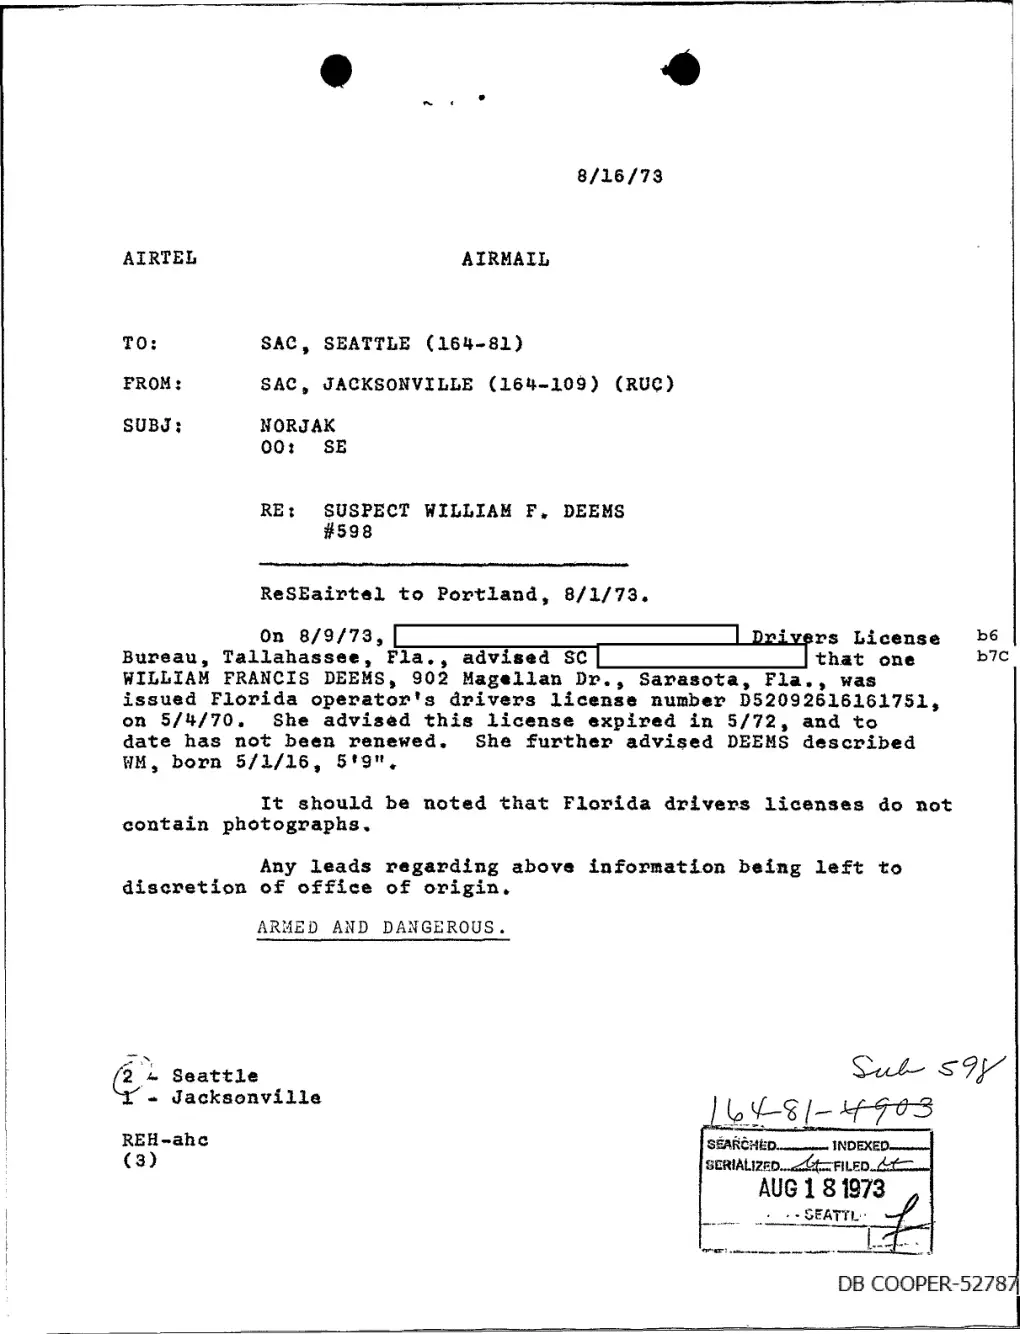 8/16/73
AIRTEL AIRMAIL
TO: SAC, SEATTLE (164-81)
FROM: SAC, JACKSONVILLE (164-109) (RUC)
SUBJ: NORJAK
OO: SE
RE: SUSPECT WILLIAM F. DEEMS
#598
ReSEairtel to Portland, 8/1/73.
On 8/9/73, Drivers License b6
Bureau, Tallahassee, Fla., advised SC that one b7C
WILLIAM FRANCIS DEEMS, 902 Magellan Dr., Sarasota, Fla., was
issued Florida operator's drivers license number D52092616161751,
on 5/4/70. She advised this license expired in 5/72, and to
date has not been renewed. She further advised DEEMS described
WM, born 5/1/16, 5'9".
It should be noted that Florida drivers licenses do not
contain photographs.
Any leads regarding above information being left to
discretion of office of origin.
ARMED AND DANGEROUS.
2 - Seattle
1 - Jacksonville
REH-ahc
(3)
Sub 598
164-81-4903
SEARCHED INDEXED
SERIALIZED FILED
AUG 18 1973
SEATTL
DB COOPER-52787